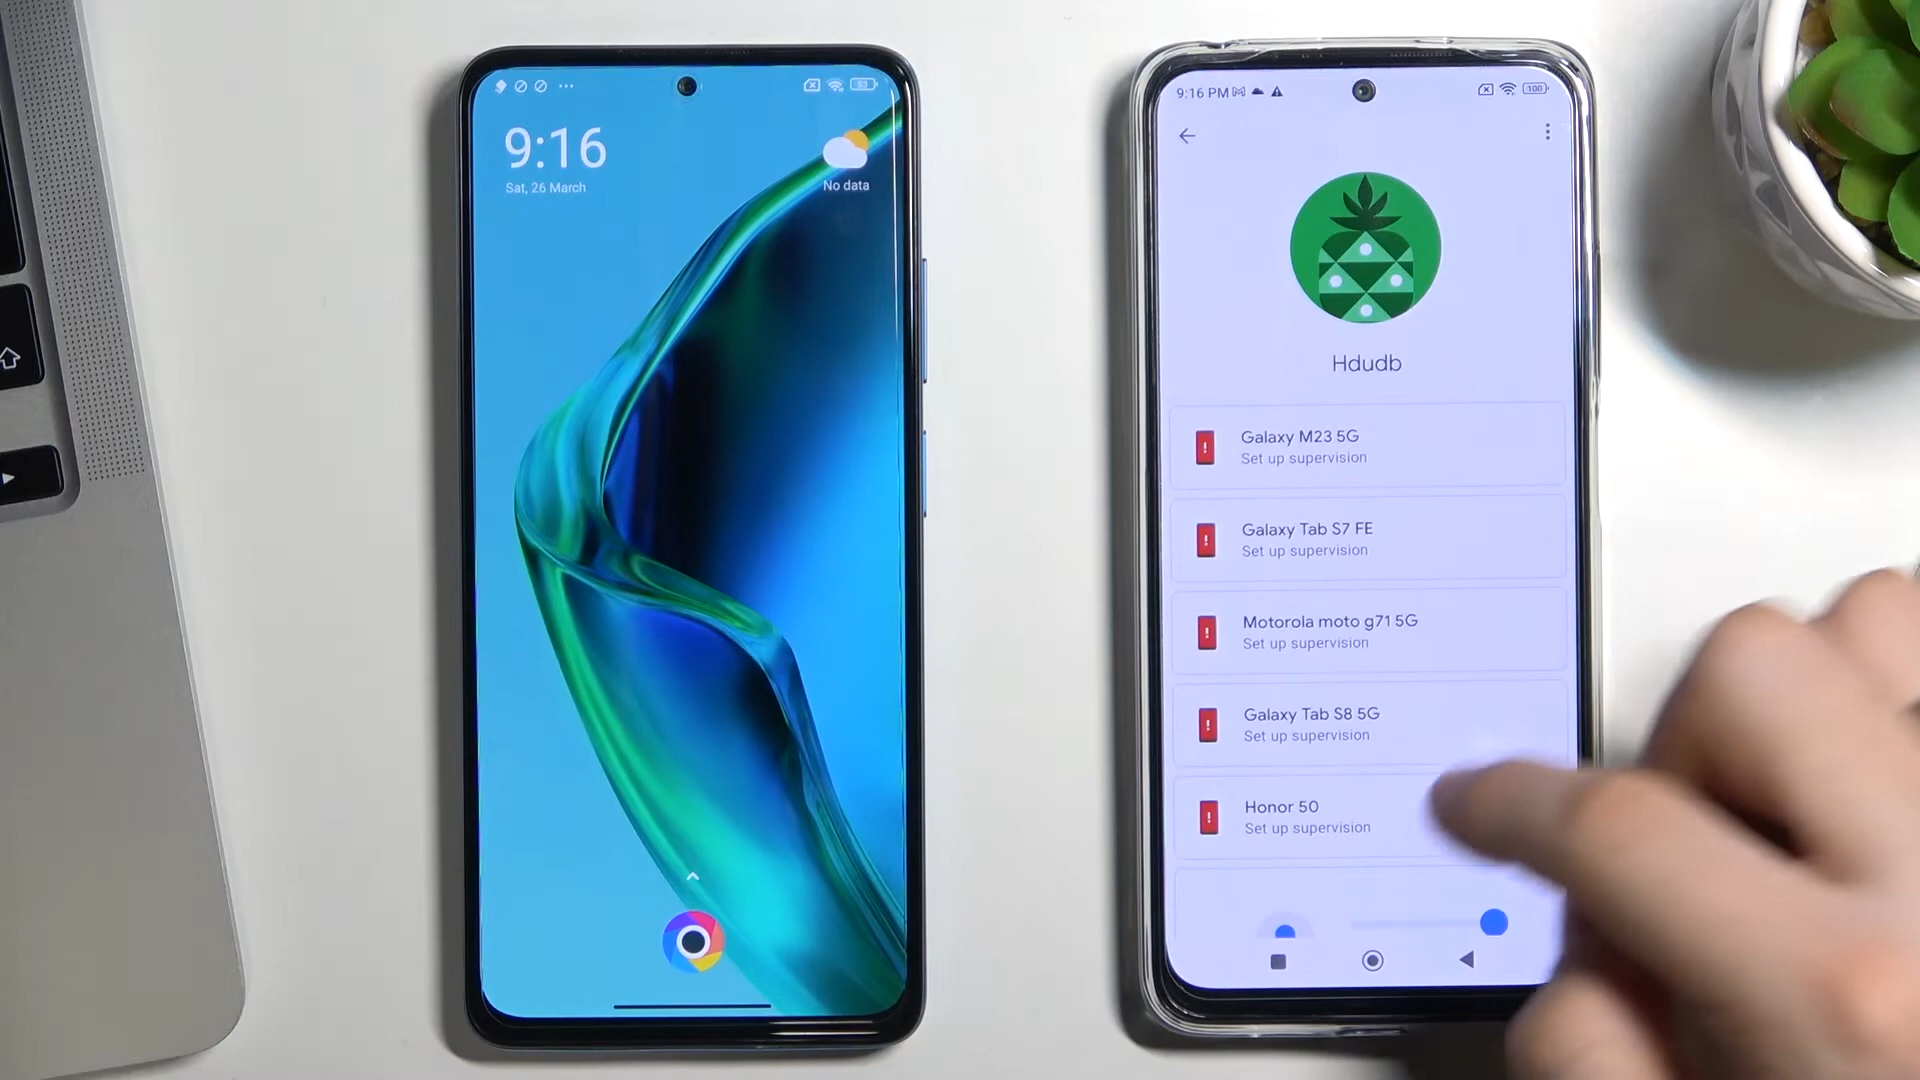 9:16
Sat, 26 March
No data
53
9:16 PM
100
Hdudb
Galaxy M23 5G
Set up supervision
Galaxy Tab S7 FE
Set up supervision
Motorola moto g71 5G
Set up supervision
Galaxy Tab S8 5G
Set up supervision
Honor 50
Set up supervision